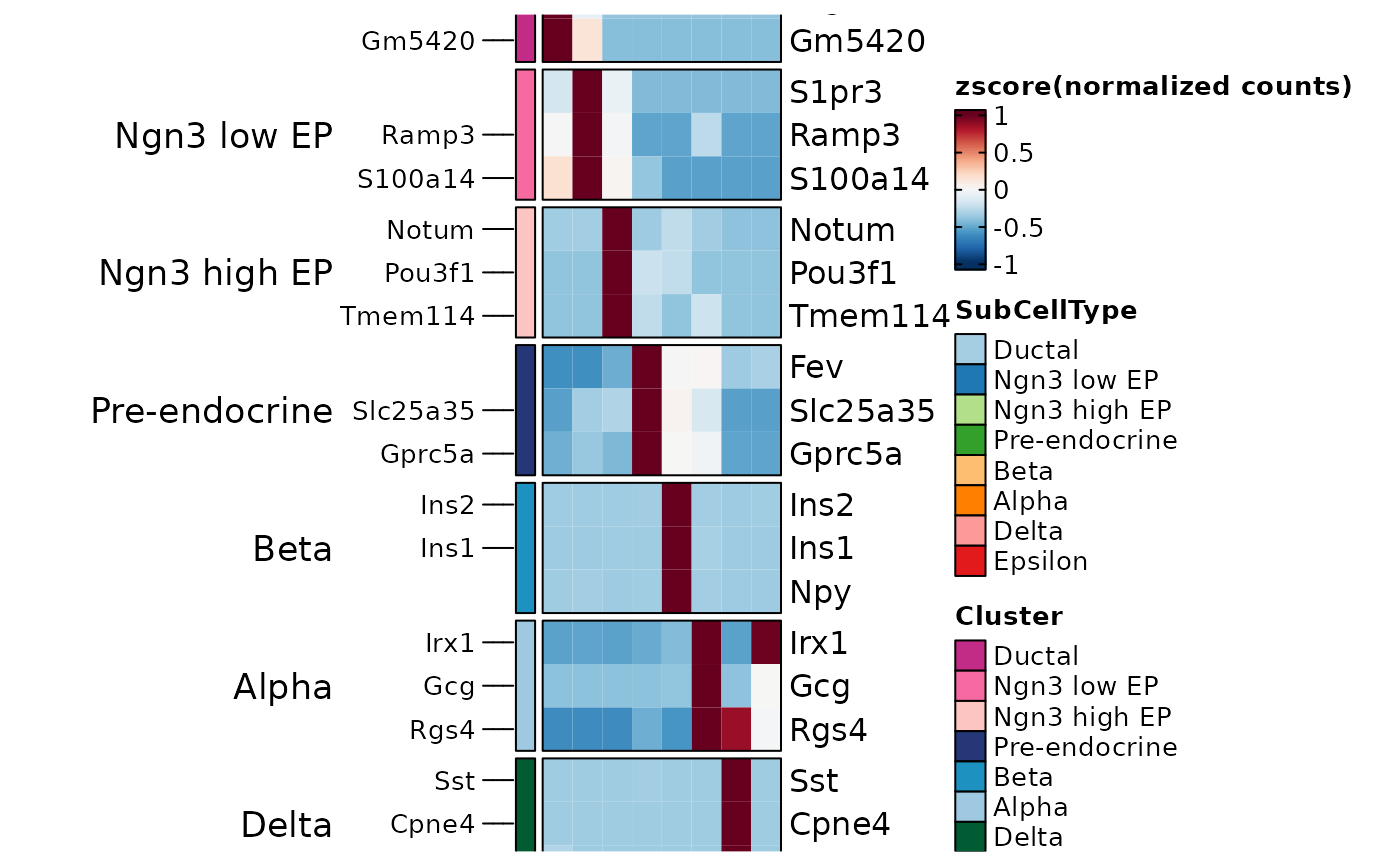 Gm5420
Gm5420
Ngn3 low EP
S1pr3
Ramp3
Ramp3
S100a14
S100a14
Ngn3 high EP
Notum
Notum
Pou3f1
Pou3f1
Tmem114
Tmem114
Pre-endocrine
Fev
Slc25a35
Slc25a35
Gprc5a
Gprc5a
Beta
Ins2
Ins2
Ins1
Ins1
Npy
Alpha
Irx1
Irx1
Gcg
Gcg
Rgs4
Rgs4
Delta
Sst
Sst
Cpne4
Cpne4
zscore(normalized counts)
1
0.5
0
-0.5
-1
SubCellType
Ductal
Ngn3 low EP
Ngn3 high EP
Pre-endocrine
Beta
Alpha
Delta
Epsilon
Cluster
Ductal
Ngn3 low EP
Ngn3 high EP
Pre-endocrine
Beta
Alpha
Delta